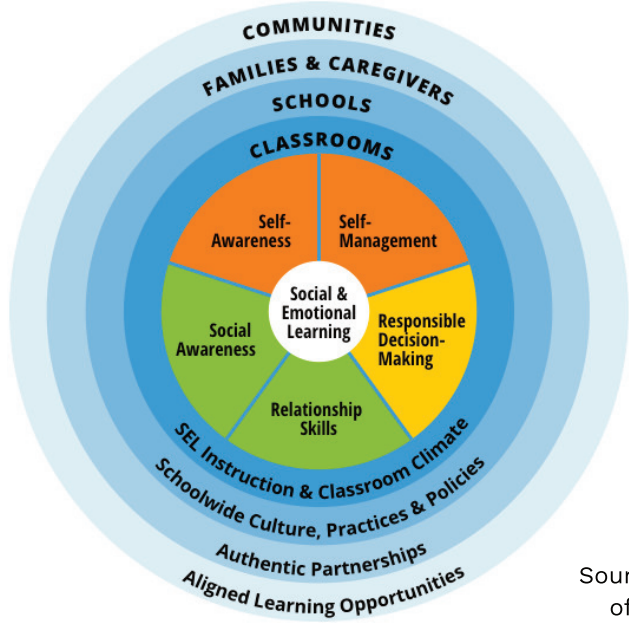 COMMUNITIES
FAMILIES & CAREGIVERS
SCHOOLS
CLASSROOMS
Self-
Awareness
Self-
Management
Social &
Emotional
Learning
Social
Awareness
Responsible
Decision-
Making
Relationship
Skills
SEL Instruction & Classroom Climate
Schoolwide Culture, Practices & Policies
Authentic Partnerships
Aligned Learning Opportunities
of